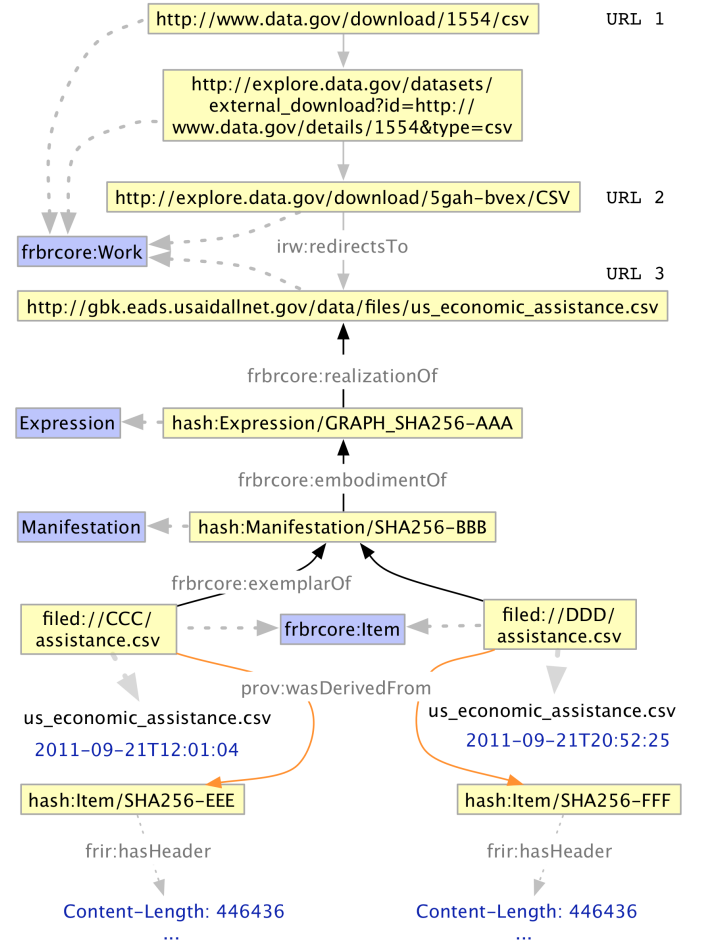 http://www.data.gov/download/1554/csv
URL 1
http://explore.data.gov/datasets/
external_download?id=http://
www.data.gov/details/1554&type=csv
http://explore.data.gov/download/5gah-bvex/CSV
URL 2
frbrcore:Work
irw:redirectsTo
URL 3
http://gbk.eads.usaidallnet.gov/data/files/us_economic_assistance.csv
frbrcore:realizationOf
Expression
hash:Expression/GRAPH_SHA256-AAA
frbrcore:embodimentOf
Manifestation
hash:Manifestation/SHA256-BBB
frbrcore:exemplarOf
filed://CCC/
assistance.csv
frbrcore:Item
filed://DDD/
assistance.csv
prov:wasDerivedFrom
us_economic_assistance.csv
2011-09-21T12:01:04
us_economic_assistance.csv
2011-09-21T20:52:25
hash:Item/SHA256-EEE
hash:Item/SHA256-FFF
frir:hasHeader
frir:hasHeader
Content-Length: 446436
...
Content-Length: 446436
...